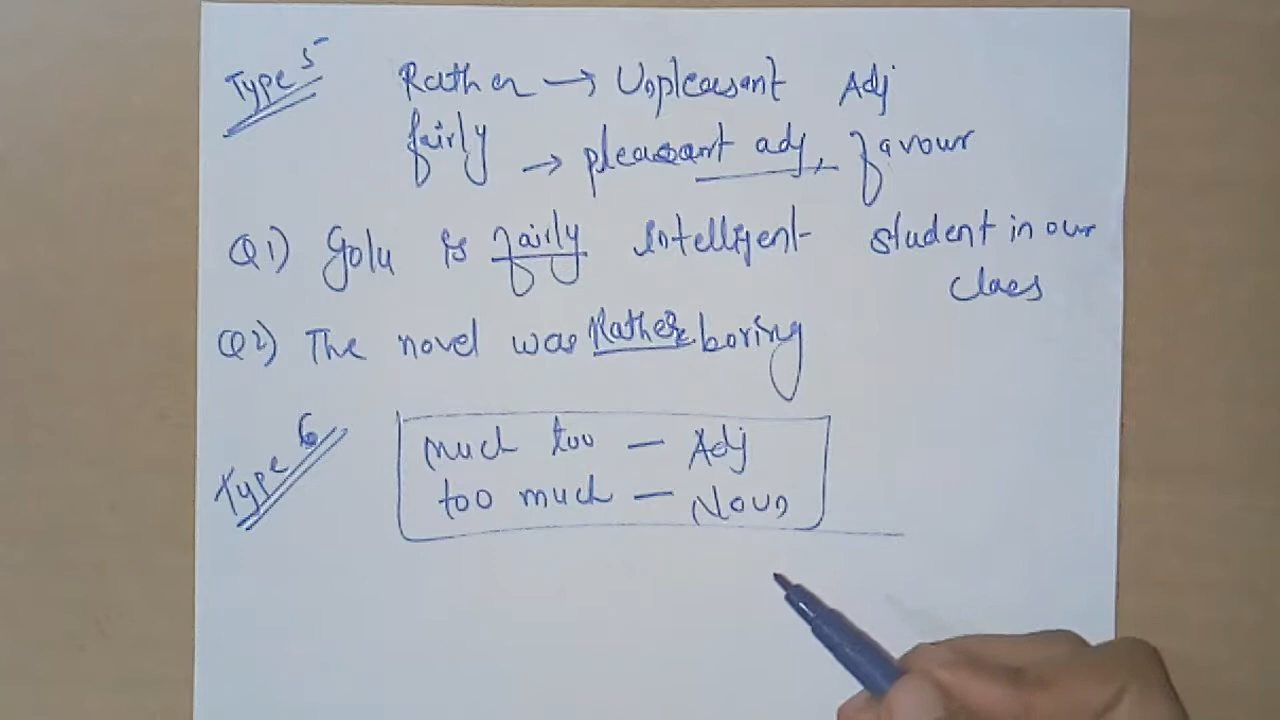 Type 5
Rather → Unpleasant Adj
fairly → pleasant adj, favour
Q1) Golu is fairly intelligent student in our
class
Q2) The novel was Rather boring
Type 6
much too — Adj
too much — Noun